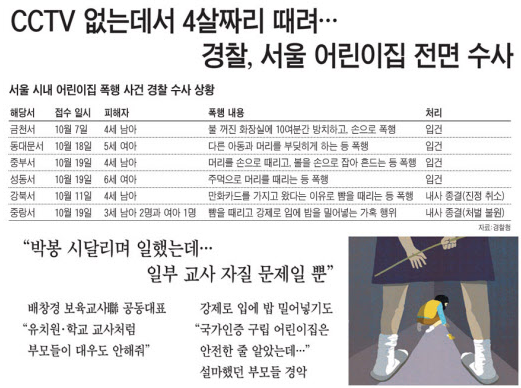 CCTV 없는데서 4살짜리 때려…
경찰, 서울 어린이집 전면 수사
서울 시내 어린이집 폭행 사건 경찰 수사 상황
해당서 접수 일시 피해자 폭행 내용 처리
금천서 10월 7일 4세 남아 불 꺼진 화장실에 10여분간 방치하고, 손으로 폭행 입건
동대문서 10월 18일 5세 여아 다른 아동과 머리를 부딪히게 하는 등 폭행 입건
중부서 10월 19일 4세 남아 머리를 손으로 때리고, 볼을 손으로 잡아 흔드는 등 폭행 입건
성동서 10월 19일 6세 여아 주먹으로 머리를 때리는 등 폭행 입건
강북서 10월 11일 4세 남아 만화카드를 가지고 왔다는 이유로 뺨을 때리는 등 폭행 내사 종결(진정 취소)
중랑서 10월 19일 3세 남아 2명과 여아 1명 뺨을 때리고 강제로 입에 밥을 밀어넣는 가혹 행위 내사 종결(처벌 불원)
자료: 경찰청
“박봉 시달리며 일했는데…
일부 교사 자질 문제일 뿐”
배창경 보육교사聯 공동대표
“유치원·학교 교사처럼
부모들이 대우도 안해줘”
강제로 입에 밥 밀어넣기도
“국가인증 구립 어린이집은
안전한 줄 알았는데…”
설마했던 부모들 경악